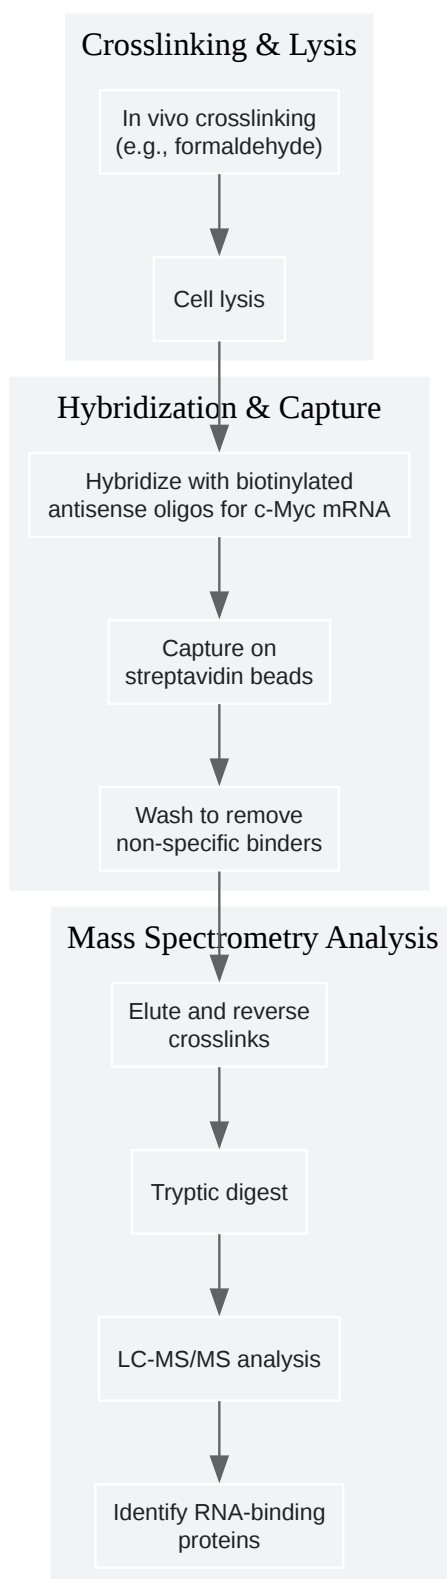 Crosslinking & Lysis
In vivo crosslinking
(e.g., formaldehyde)
Cell lysis
Hybridization & Capture
Hybridize with biotinylated
antisense oligos for c-Myc mRNA
Capture on
streptavidin beads
Wash to remove
non-specific binders
Mass Spectrometry Analysis
Elute and reverse
crosslinks
Tryptic digest
LC-MS/MS analysis
Identify RNA-binding
proteins